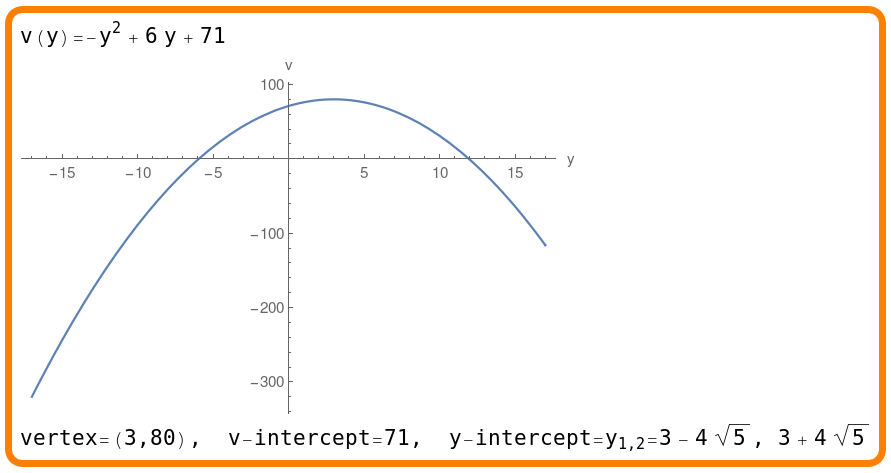 v(y)=-y² + 6 y + 71
v
100
y
−15 −10 −5 5 10 15
−100
−200
−300
vertex=(3,80), v-intercept=71, y-intercept=y₁,₂=3 - 4 √5, 3 + 4 √5